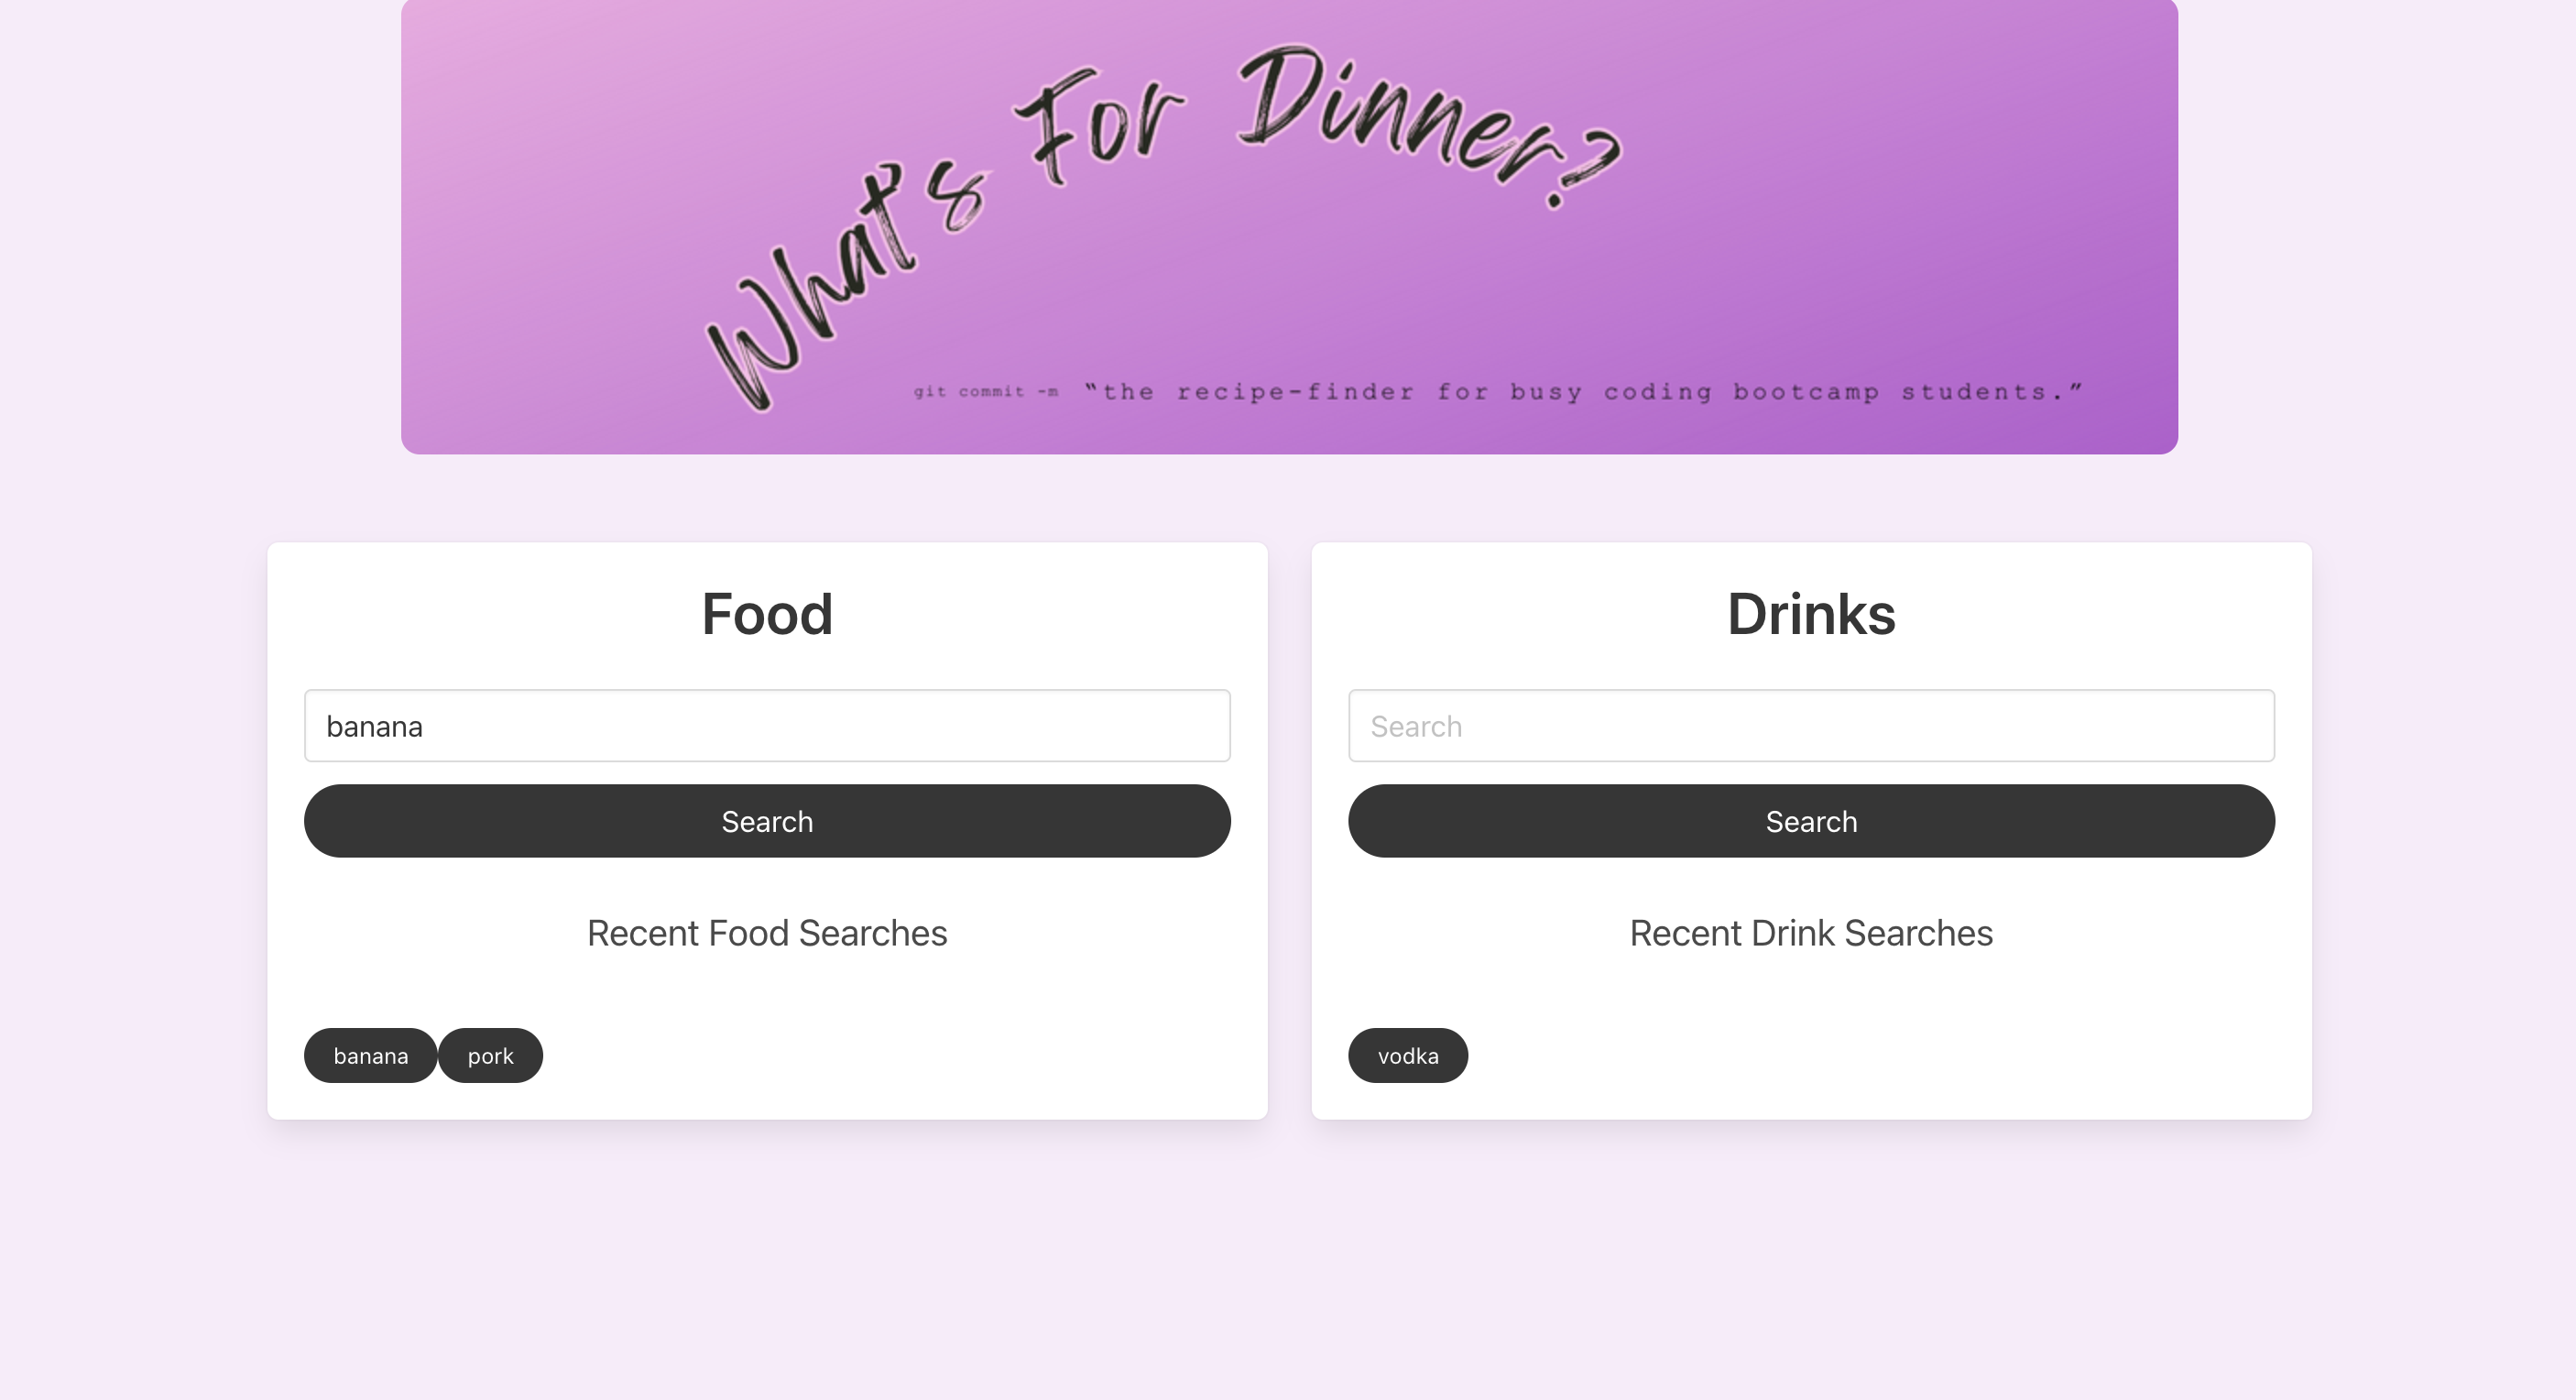 What's For Dinner?
git commit -m “the recipe-finder for busy coding bootcamp students.”
Food
banana
Search
Recent Food Searches
banana pork
Drinks
Search
Search
Recent Drink Searches
vodka